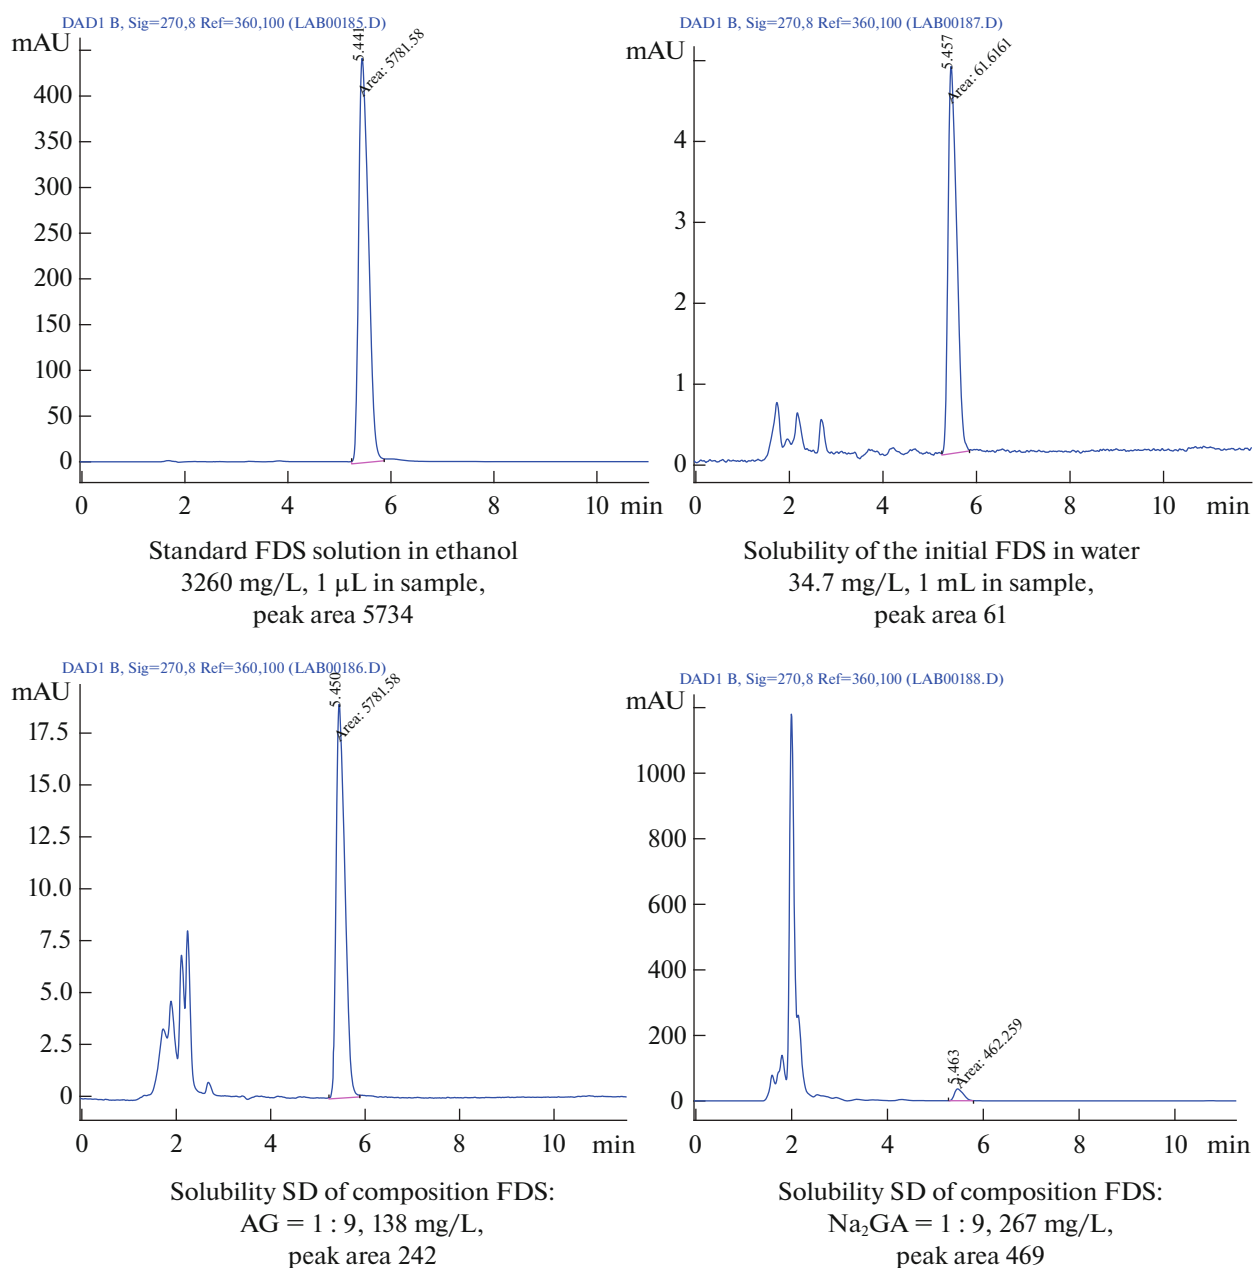 DAD1 B, Sig=270,8 Ref=360,100 (LAB00185.D)
mAU
5.441
Area: 5781.58
400
350
300
250
200
150
100
50
0
0 2 4 6 8 10 min
Standard FDS solution in ethanol
3260 mg/L, 1 μL in sample,
peak area 5734
DAD1 B, Sig=270,8 Ref=360,100 (LAB00187.D)
mAU
5.457
Area: 61.6161
4
3
2
1
0
0 2 4 6 8 10 min
Solubility of the initial FDS in water
34.7 mg/L, 1 mL in sample,
peak area 61
DAD1 B, Sig=270,8 Ref=360,100 (LAB00186.D)
mAU
5.450
Area: 5781.58
17.5
15.0
12.5
10.0
7.5
5.0
2.5
0
0 2 4 6 8 10 min
Solubility SD of composition FDS:
AG = 1 : 9, 138 mg/L,
peak area 242
DAD1 B, Sig=270,8 Ref=360,100 (LAB00188.D)
mAU
5.463
Area: 462.259
1000
800
600
400
200
0
0 2 4 6 8 10 min
Solubility SD of composition FDS:
Na₂GA = 1 : 9, 267 mg/L,
peak area 469